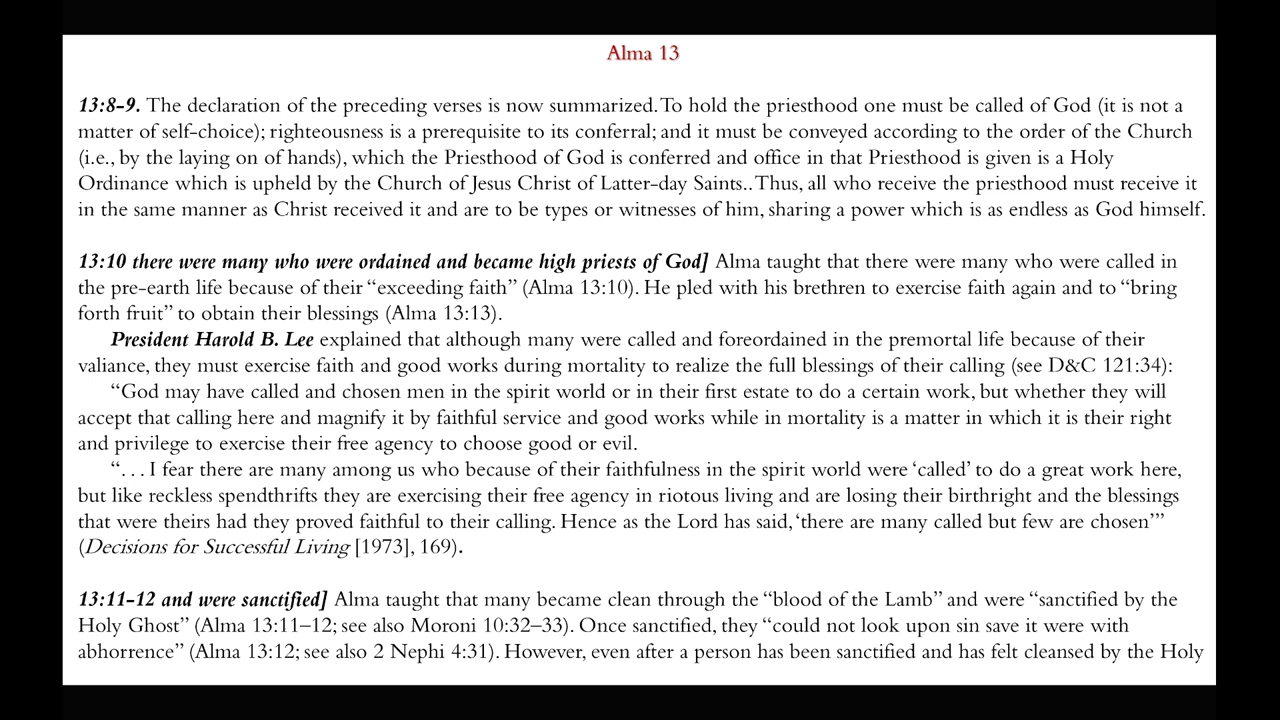 Alma 13
13:8-9. The declaration of the preceding verses is now summarized. To hold the priesthood one must be called of God (it is not a
matter of self-choice); righteousness is a prerequisite to its conferral; and it must be conveyed according to the order of the Church
(i.e., by the laying on of hands), which the Priesthood of God is conferred and office in that Priesthood is given is a Holy
Ordinance which is upheld by the Church of Jesus Christ of Latter-day Saints.. Thus, all who receive the priesthood must receive it
in the same manner as Christ received it and are to be types or witnesses of him, sharing a power which is as endless as God himself.
13:10 there were many who were ordained and became high priests of God] Alma taught that there were many who were called in
the pre-earth life because of their “exceeding faith” (Alma 13:10). He pled with his brethren to exercise faith again and to “bring
forth fruit” to obtain their blessings (Alma 13:13).
President Harold B. Lee explained that although many were called and foreordained in the premortal life because of their
valiance, they must exercise faith and good works during mortality to realize the full blessings of their calling (see D&C 121:34):
“God may have called and chosen men in the spirit world or in their first estate to do a certain work, but whether they will
accept that calling here and magnify it by faithful service and good works while in mortality is a matter in which it is their right
and privilege to exercise their free agency to choose good or evil.
“. . . I fear there are many among us who because of their faithfulness in the spirit world were ‘called’ to do a great work here,
but like reckless spendthrifts they are exercising their free agency in riotous living and are losing their birthright and the blessings
that were theirs had they proved faithful to their calling. Hence as the Lord has said, ‘there are many called but few are chosen’”
(Decisions for Successful Living [1973], 169).
13:11-12 and were sanctified] Alma taught that many became clean through the “blood of the Lamb” and were “sanctified by the
Holy Ghost” (Alma 13:11–12; see also Moroni 10:32–33). Once sanctified, they “could not look upon sin save it were with
abhorrence” (Alma 13:12; see also 2 Nephi 4:31). However, even after a person has been sanctified and has felt cleansed by the Holy